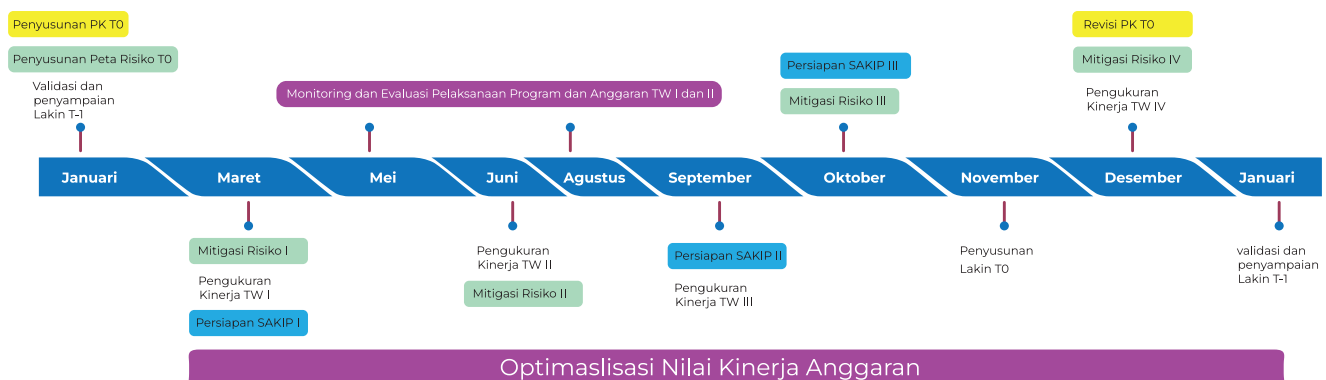 Penyusunan PK T0
Penyusunan Peta Risiko T0
Validasi dan
penyampaian
Lakin T-1
Monitoring dan Evaluasi Pelaksanaan Program dan Anggaran TW I dan II
Persiapan SAKIP III
Mitigasi Risiko III
Revisi PK T0
Mitigasi Risiko IV
Pengukuran
Kinerja TW IV
Januari
Maret
Mei
Juni
Agustus
September
Oktober
November
Desember
Januari
Mitigasi Risiko I
Pengukuran
Kinerja TW I
Persiapan SAKIP I
Pengukuran
Kinerja TW II
Mitigasi Risiko II
Persiapan SAKIP II
Pengukuran
Kinerja TW III
Penyusunan
Lakin T0
validasi dan
penyampaian
Lakin T-1
Optimaslisasi Nilai Kinerja Anggaran